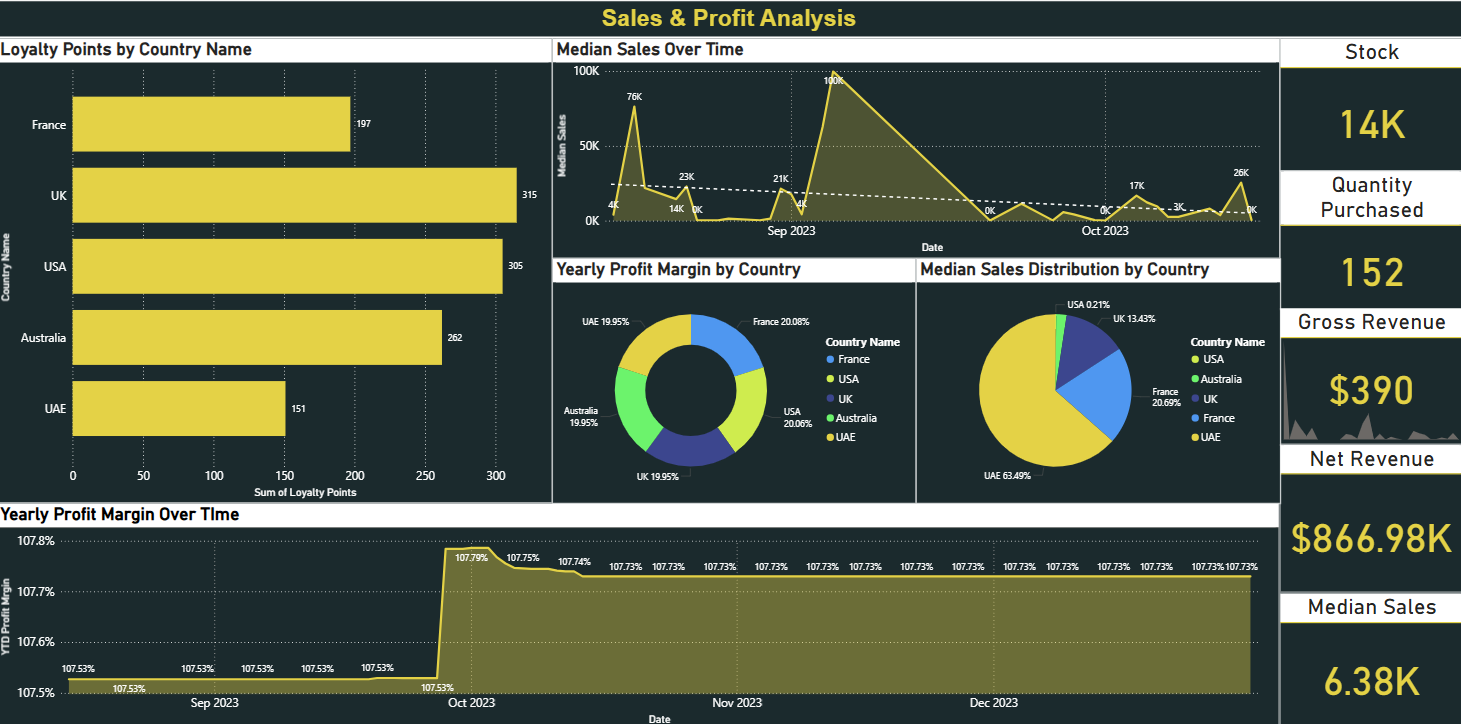 Sales & Profit Analysis
Loyalty Points by Country Name
Country Name
France
197
UK
315
USA
305
Australia
262
UAE
151
0 50 100 150 200 250 300
Sum of Loyalty Points
Median Sales Over Time
Median Sales
100K
50K
0K
4K
76K
14K
23K
0K
21K
4K
100K
0K
0K
17K
3K
26K
0K
Sep 2023 Oct 2023
Date
Yearly Profit Margin by Country
UAE 19.95%
France 20.08%
Australia
19.95%
USA
20.06%
UK 19.95%
Country Name
France
USA
UK
Australia
UAE
Median Sales Distribution by Country
USA 0.21%
UK 13.43%
France
20.69%
UAE 63.49%
Country Name
USA
Australia
UK
France
UAE
Yearly Profit Margin Over TIme
YTD Profit Mrgin
107.8%
107.7%
107.6%
107.5%
107.53% 107.53% 107.53% 107.53% 107.53% 107.53% 107.53%
107.79% 107.75% 107.74% 107.73% 107.73% 107.73% 107.73% 107.73% 107.73% 107.73% 107.73% 107.73% 107.73% 107.73% 107.73% 107.73% 107.73%
Sep 2023 Oct 2023 Nov 2023 Dec 2023
Date
Stock
14K
Quantity
Purchased
152
Gross Revenue
$390
Net Revenue
$866.98K
Median Sales
6.38K